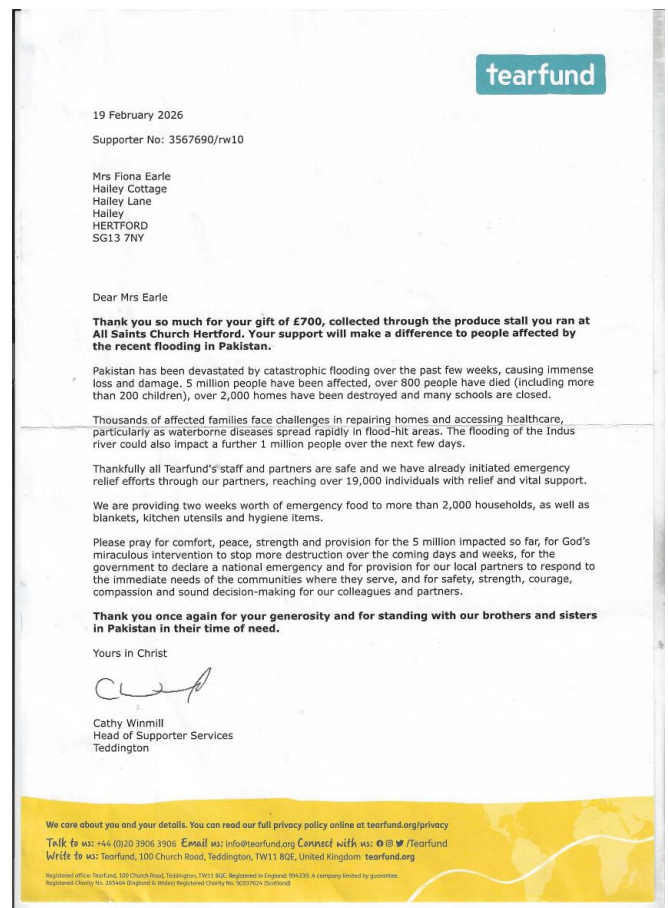 tearfund
19 February 2026
Supporter No: 3567690/rw10
Mrs Fiona Earle
Hailey Cottage
Hailey Lane
Hailey
HERTFORD
SG13 7NY
Dear Mrs Earle
Thank you so much for your gift of £700, collected through the produce stall you ran at
All Saints Church Hertford. Your support will make a difference to people affected by
the recent flooding in Pakistan.
Pakistan has been devastated by catastrophic flooding over the past few weeks, causing immense
loss and damage. 5 million people have been affected, over 800 people have died (including more
than 200 children), over 2,000 homes have been destroyed and many schools are closed.
Thousands of affected families face challenges in repairing homes and accessing healthcare,
particularly as waterborne diseases spread rapidly in flood-hit areas. The flooding of the Indus
river could also impact a further 1 million people over the next few days.
Thankfully all Tearfund's staff and partners are safe and we have already initiated emergency
relief efforts through our partners, reaching over 19,000 individuals with relief and vital support.
We are providing two weeks worth of emergency food to more than 2,000 households, as well as
blankets, kitchen utensils and hygiene items.
Please pray for comfort, peace, strength and provision for the 5 million impacted so far, for God's
miraculous intervention to stop more destruction over the coming days and weeks, for the
government to declare a national emergency and for provision for our local partners to respond to
the immediate needs of the communities where they serve, and for safety, strength, courage,
compassion and sound decision-making for our colleagues and partners.
Thank you once again for your generosity and for standing with our brothers and sisters
in Pakistan in their time of need.
Yours in Christ
Cathy Winmill
Head of Supporter Services
Teddington
We care about you and your details. You can read our full privacy policy online at tearfund.org/privacy
Talk to us: +44 (0)20 3906 3906 Email us: info@tearfund.org Connect with us: /Tearfund
Write to us: Tearfund, 100 Church Road, Teddington, TW11 8QE, United Kingdom tearfund.org
Registered office Tearfund, 100 Church Road, Teddington, TW11 8QE. Registered in England: 994339. A company limited by guarantee.
Registered Charity No. 265464 (England & Wales) Registered Charity No. SC037624 (Scotland)